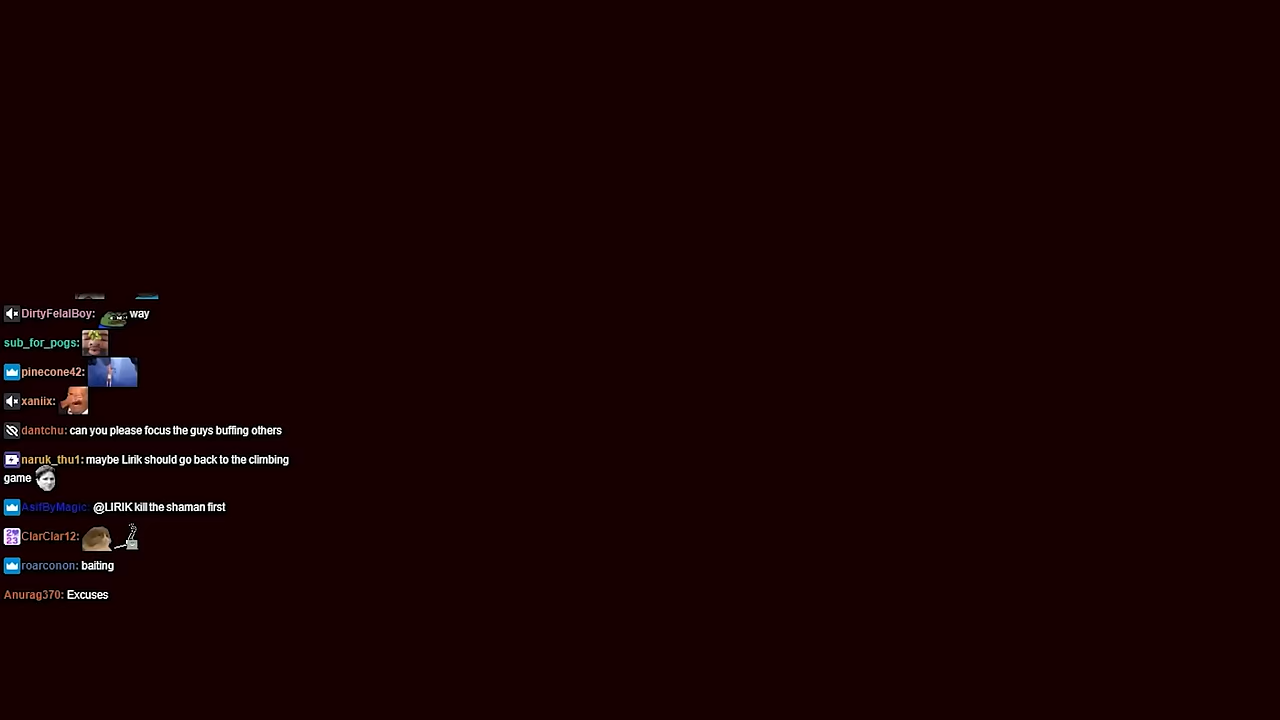 DirtyFelalBoy: way
sub_for_pogs:
pinecone42:
xaniix:
dantchu: can you please focus the guys buffing others
naruk_thu1: maybe Lirik should go back to the climbing
game
AsifByMagic: @LIRIK kill the shaman first
ClarClar12:
roarconon: baiting
Anurag370: Excuses